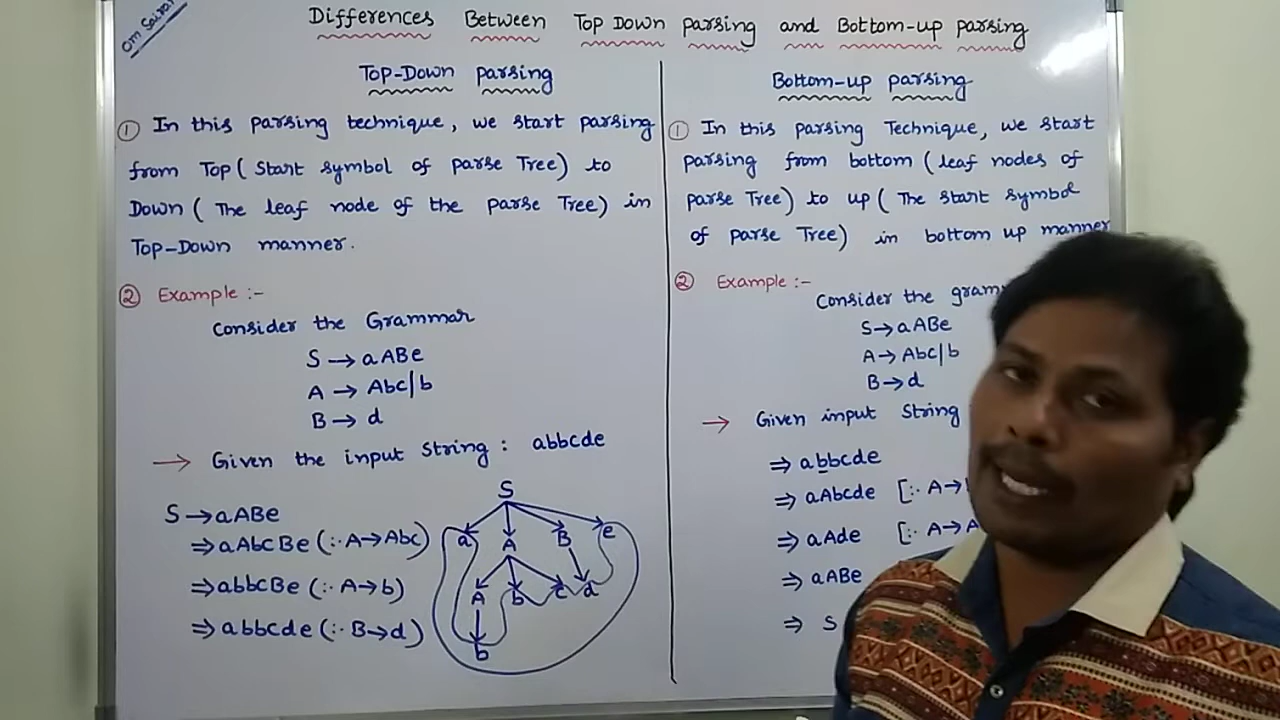 Om Sairam
Differences Between Top Down parsing and Bottom-up parsing
Top-Down parsing
① In this parsing technique, we start parsing
from Top ( Start symbol of parse Tree) to
Down ( The leaf node of the parse Tree) in
Top-Down manner.
② Example :-
Consider the Grammar
S → aABe
A → Abc/b
B → d
→ Given the input string : abbcde
S → aABe
⇒ aAbcBe (∵ A → Abc)
⇒ abbcBe (∵ A → b)
⇒ abbcde (∵ B → d)
S
a A B e
A b c d
b
Bottom-up parsing
① In this parsing Technique, we start
parsing from bottom ( leaf nodes of
parse Tree) to up ( The start symbol
of parse Tree) in bottom up manner
② Example :-
Consider the
S → aABe
A → Abc/b
B → d
→ Given input String
⇒ abbcde
⇒ aAbcde [∵ A →
⇒ aAde [∵ A → A
⇒ aABe
⇒ S